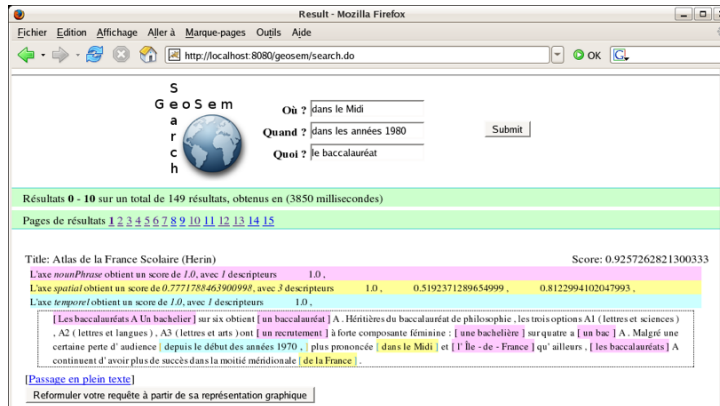 Result - Mozilla Firefox
Fichier Edition Affichage Aller à Marque-pages Outils Aide
http://localhost:8080/geosem/search.do OK G
GeoSem
Search
Où ? dans le Midi
Quand ? dans les années 1980 Submit
Quoi ? le baccalauréat
Résultats 0 - 10 sur un total de 149 résultats, obtenus en (3850 millisecondes)
Pages de résultats 1 2 3 4 5 6 7 8 9 10 11 12 13 14 15
Title: Atlas de la France Scolaire (Herin) Score: 0.9257262821300333
L'axe nounPhrase obtient un score de 1.0, avec 1 descripteurs 1.0 ,
L'axe spatial obtient un score de 0.7771788463900998, avec 3 descripteurs 1.0 , 0.5192371289654999 , 0.8122994102047993 ,
L'axe temporel obtient un score de 1.0, avec 1 descripteurs 1.0 ,
[ Les baccalauréats A Un bachelier ] sur six obtient [ un baccalauréat ] A . Héritières du baccalauréat de philosophie , les trois options A1 ( lettres et sciences )
, A2 ( lettres et langues ) , A3 ( lettres et arts ) ont [ un recrutement ] à forte composante féminine : [ une bachelière ] sur quatre a [ un bac ] A . Malgré une
certaine perte d' audience [ depuis le début des années 1970 , ] plus prononcée [ dans le Midi ] et [ l' Île - de - France ] qu' ailleurs , [ les baccalauréats ] A
continuent d' avoir plus de succès dans la moitié méridionale [ de la France ] .
[Passage en plein texte]
Reformuler votre requête à partir de sa représentation graphique